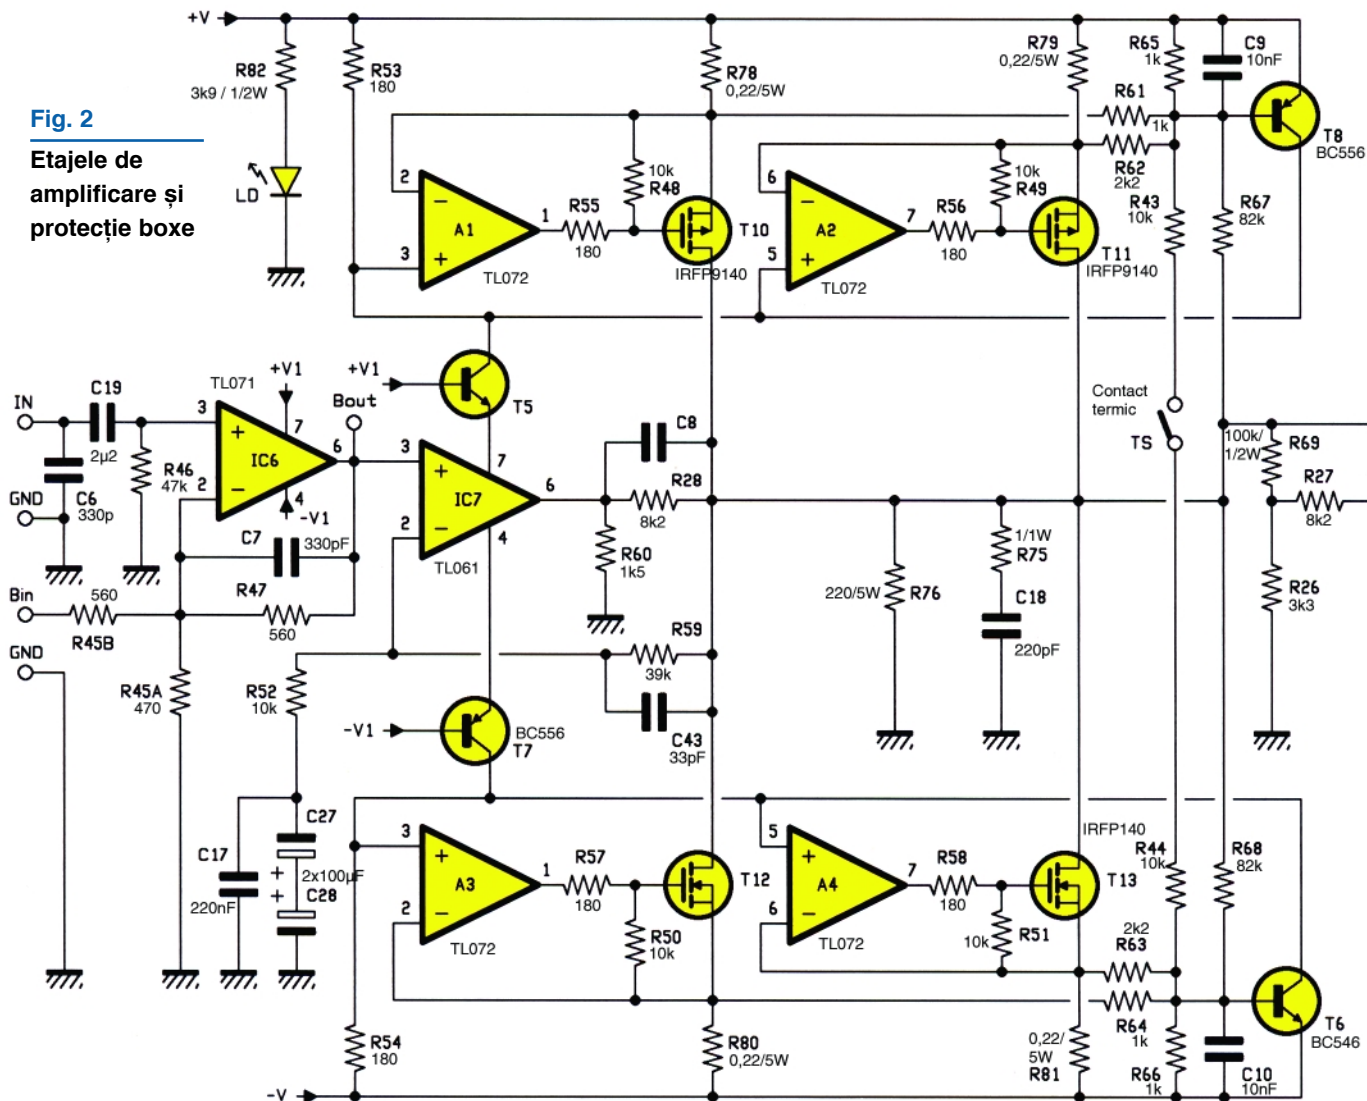 +V
R82
3k9 / 1/2W
R53
180
R78
0,22/5W
R79
0,22/5W
R65
1k
C9
10nF
Fig. 2
Etajele de
amplificare și
protecție boxe
LD
R61
1k
R62
2k2
T8
BC556
2
3
A1
1
TL072
R55
180
10k
R48
T10
IRFP9140
6
5
A2
7
TL072
R56
180
10k
R49
T11
IRFP9140
R43
10k
R67
82k
IN
C19
2µ2
C6
330p
GND
R46
47k
TL071
+V1
3
2
IC6
7
6
4
-V1
Bout
+V1
T5
3
2
IC7
7
6
4
TL061
C8
R28
8k2
R60
1k5
Contact
termic
TS
100k/
1/2W
R69
R27
8k2
R26
3k3
C7
330pF
Bin
560
R45B
R47
560
GND
R45A
470
R52
10k
R59
39k
C43
33pF
220/5W
R76
1/1W
R75
C18
220pF
-V1
BC556
T7
C17
220nF
C27
2x100µF
C28
+
+
3
2
A3
1
TL072
R57
180
R50
10k
T12
5
6
A4
7
TL072
R58
180
10k
R51
IRFP140
T13
R44
10k
R68
82k
2k2
R63
R64
1k
T6
BC546
R54
180
R80
0,22/5W
0,22/
5W
R81
R66
1k
C10
10nF
-V